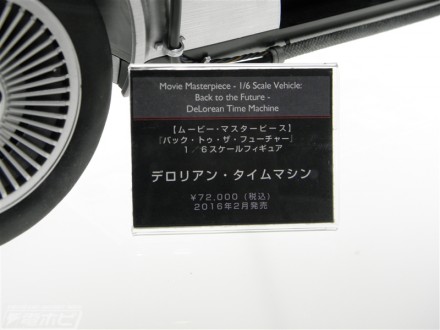 Movie Masterpiece - 1/6 Scale Vehicle:
Back to the Future -
DeLorean Time Machine
【ムービー・マスターピース】
『バック・トゥ・ザ・フューチャー』
1／6スケールフィギュア
デロリアン・タイムマシン
￥72,000（税込）
2016年2月発売